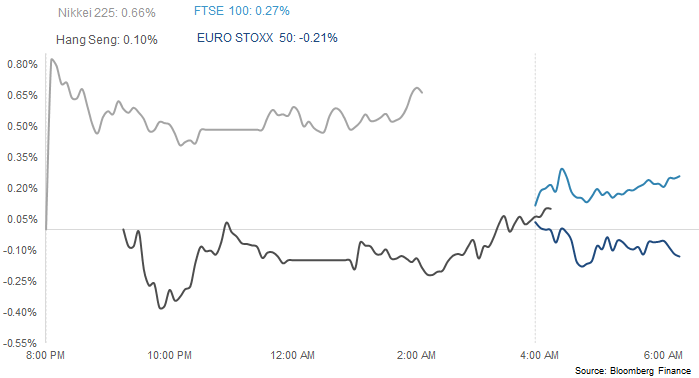 Nikkei 225: 0.66%
FTSE 100: 0.27%
Hang Seng: 0.10%
EURO STOXX 50: -0.21%
0.80%
0.65%
0.50%
0.35%
0.20%
0.05%
-0.10%
-0.25%
-0.40%
-0.55%
8:00 PM
10:00 PM
12:00 AM
2:00 AM
4:00 AM
6:00 AM
Source: Bloomberg Finance